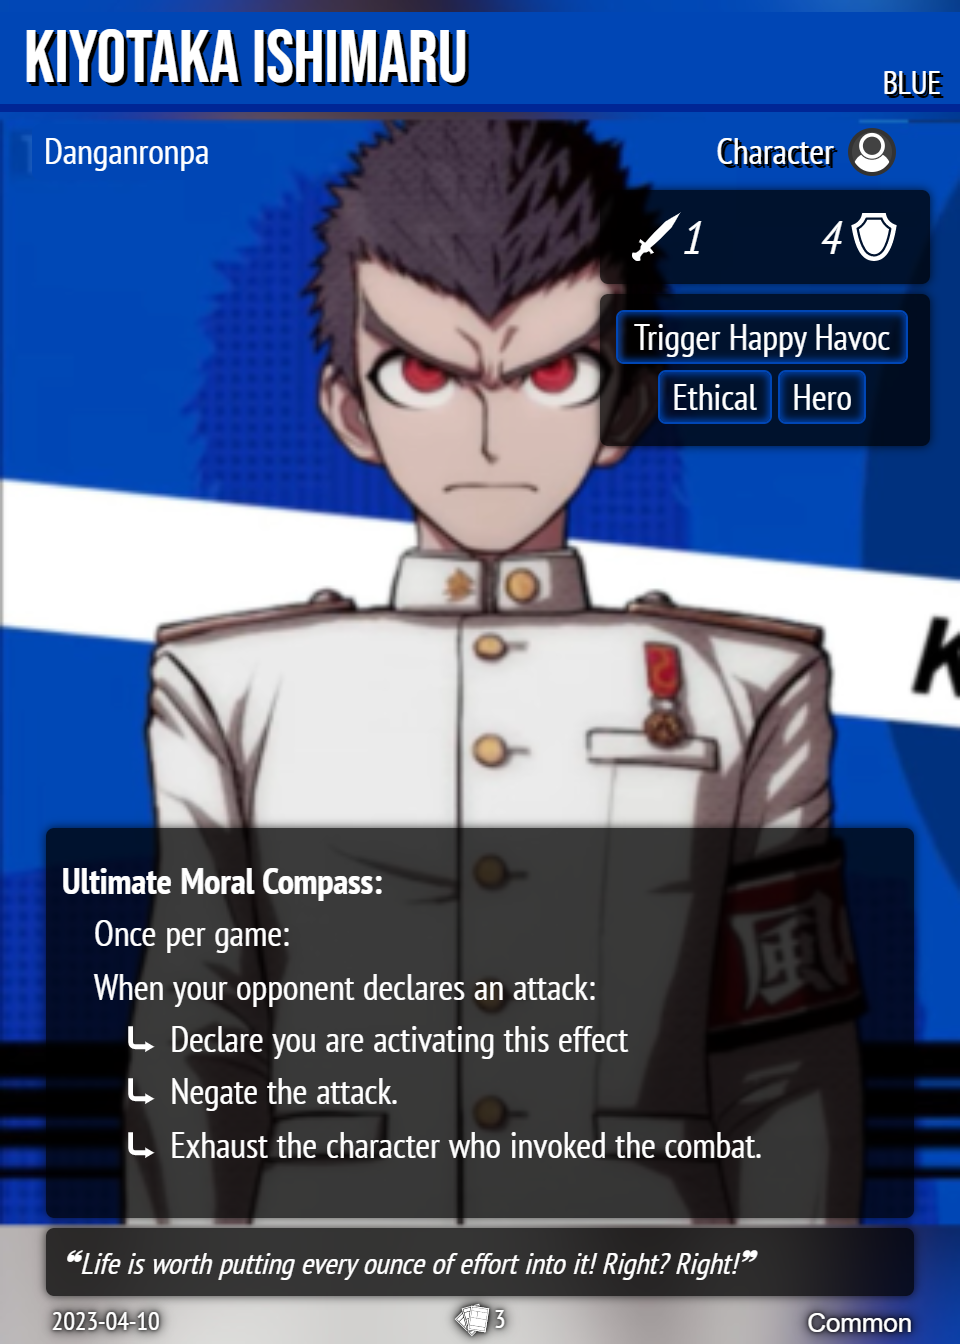 KIYOTAKA ISHIMARU
BLUE
Danganronpa
Character
1
4
Trigger Happy Havoc
Ethical
Hero
K
風
Ultimate Moral Compass:
Once per game:
When your opponent declares an attack:
Declare you are activating this effect
Negate the attack.
Exhaust the character who invoked the combat.
❝Life is worth putting every ounce of effort into it! Right? Right!❞
2023-04-10
3
Common